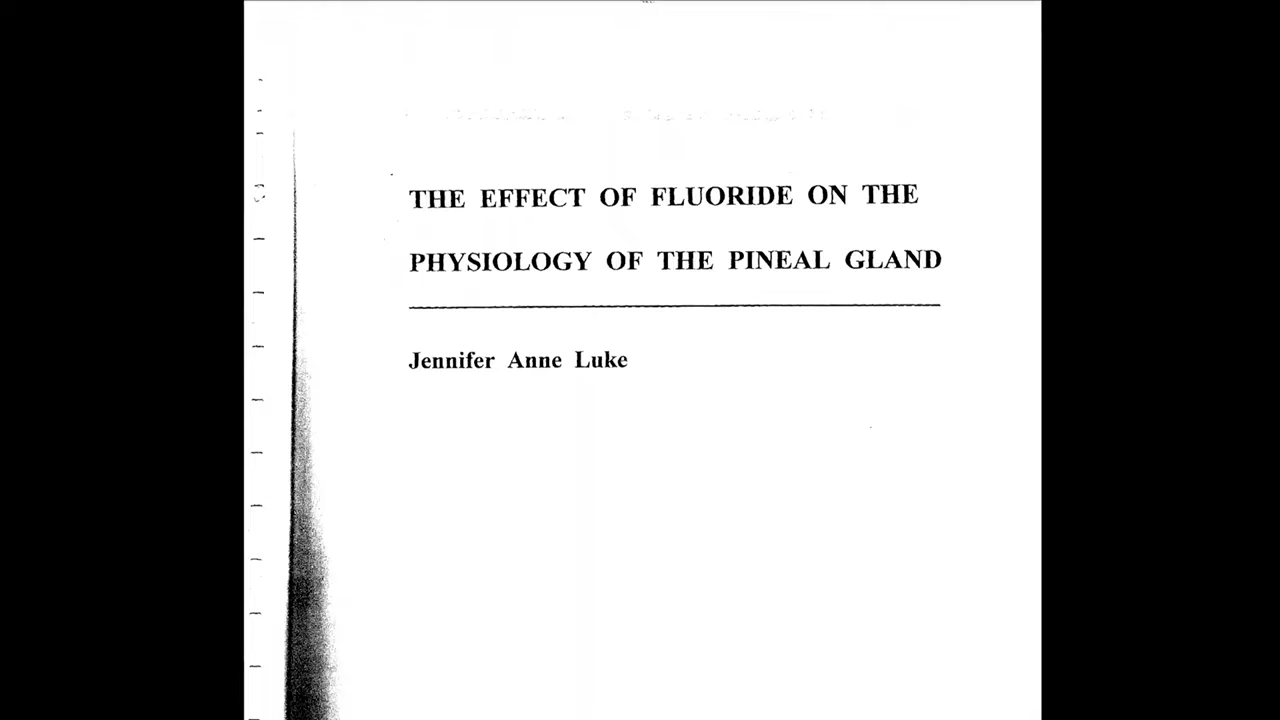 THE EFFECT OF FLUORIDE ON THE
PHYSIOLOGY OF THE PINEAL GLAND
Jennifer Anne Luke